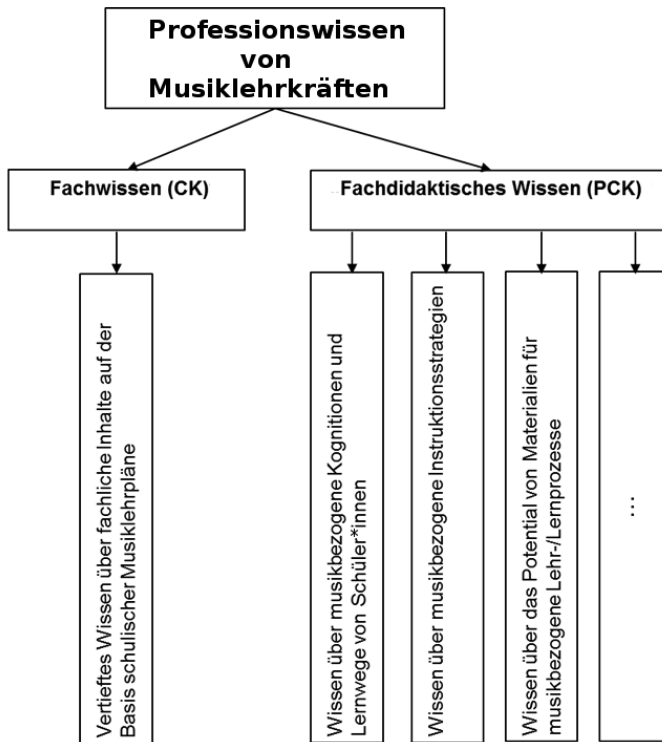 Professionswissen
von
Musiklehrkräften
Fachwissen (CK)
Fachdidaktisches Wissen (PCK)
Vertieftes Wissen über fachliche Inhalte auf der
Basis schulischer Musiklehrpläne
Wissen über musikbezogene Kognitionen und
Lernwege von Schüler*innen
Wissen über musikbezogene Instruktionsstrategien
Wissen über das Potential von Materialien für
musikbezogene Lehr-/Lernprozesse
...